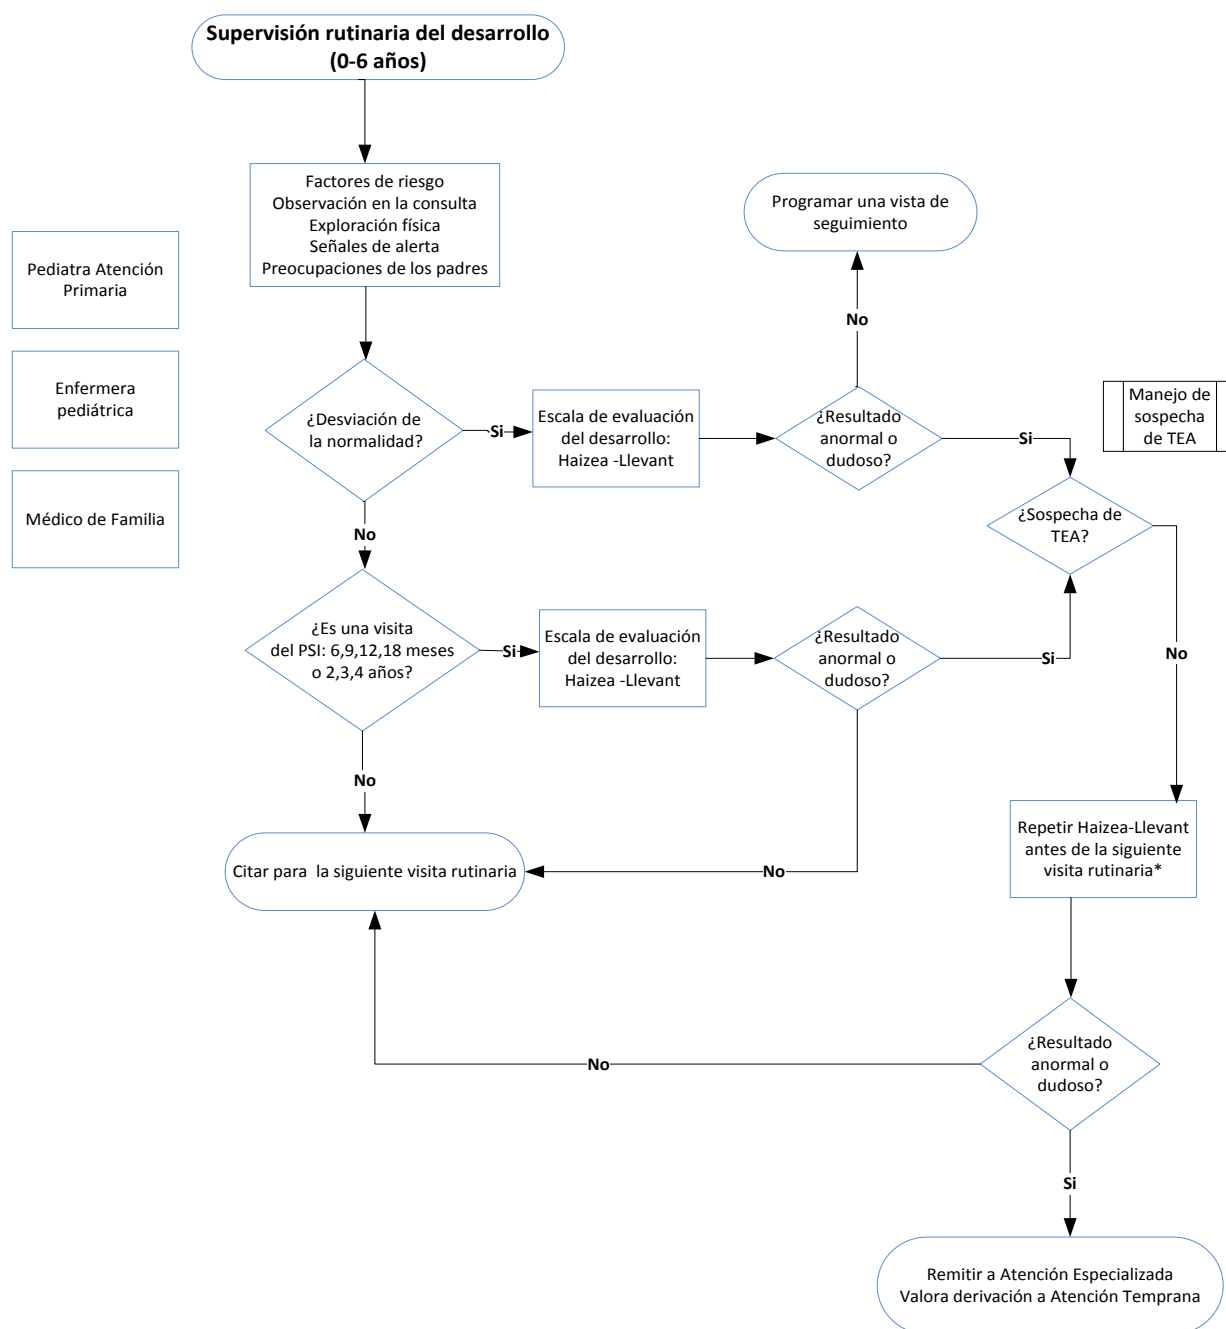 Supervisión rutinaria del desarrollo
(0-6 años)
Factores de riesgo
Observación en la consulta
Exploración física
Señales de alerta
Preocupaciones de los padres
Programar una vista de
seguimiento
Pediatra Atención
Primaria
Enfermera
pediátrica
Médico de Familia
No
¿Desviación de
la normalidad?
Si
Escala de evaluación
del desarrollo:
Haizea -Llevant
¿Resultado
anormal o
dudoso?
Si
Manejo de
sospecha
de TEA
No
¿Sospecha de
TEA?
¿Es una visita
del PSI: 6,9,12,18 meses
o 2,3,4 años?
Si
Escala de evaluación
del desarrollo:
Haizea -Llevant
¿Resultado
anormal o
dudoso?
Si
No
No
Citar para  la siguiente visita rutinaria
No
Repetir Haizea-Llevant
antes de la siguiente
visita rutinaria*
No
¿Resultado
anormal o
dudoso?
Si
Remitir a Atención Especializada
Valora derivación a Atención Temprana